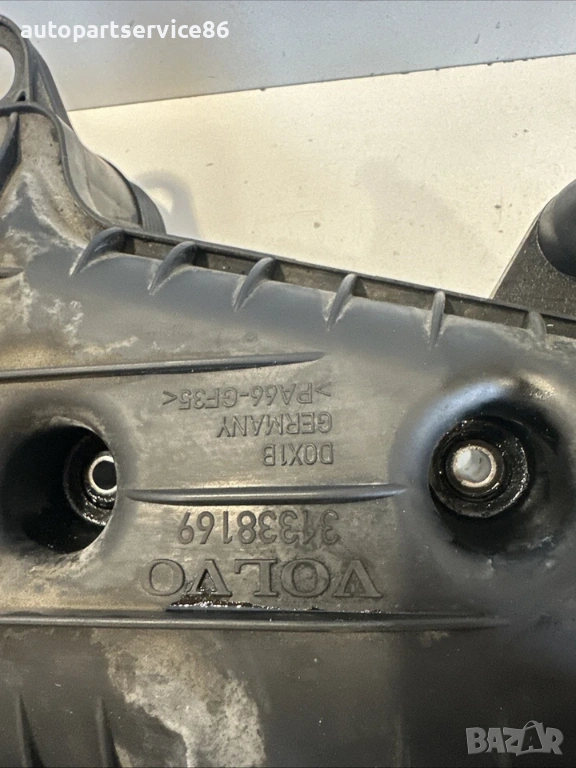 autopartservice86
VOLVO
31338169
DOX1B
GERMANY
>PA66-GF35<
BAZAR